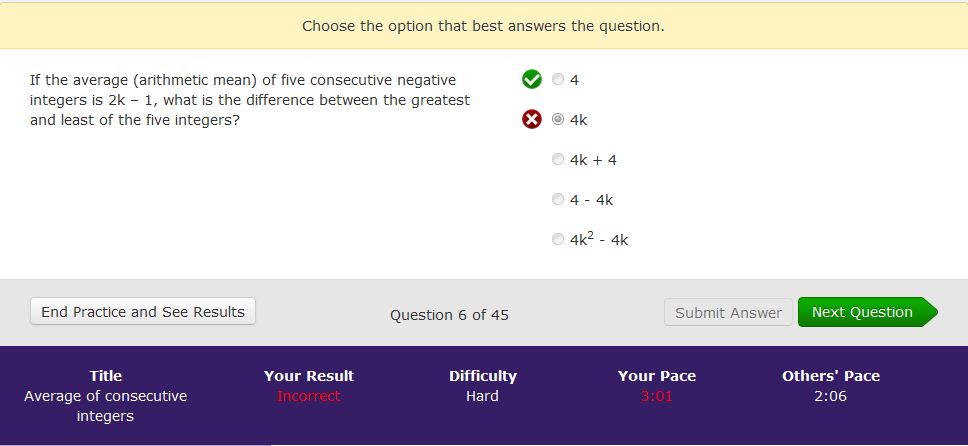 Choose the option that best answers the question.
If the average (arithmetic mean) of five consecutive negative
integers is 2k – 1, what is the difference between the greatest
and least of the five integers?
4
4k
4k + 4
4 - 4k
4k² - 4k
End Practice and See Results
Question 6 of 45
Submit Answer
Next Question
Title
Average of consecutive
integers
Your Result
Incorrect
Difficulty
Hard
Your Pace
3:01
Others' Pace
2:06